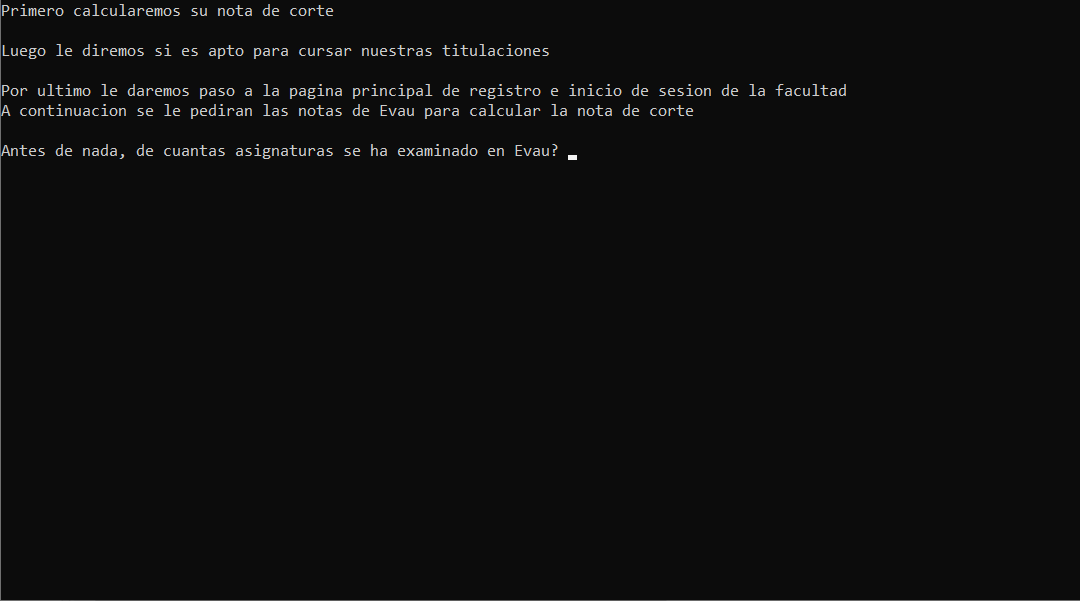 Primero calcularemos su nota de corte
Luego le diremos si es apto para cursar nuestras titulaciones
Por ultimo le daremos paso a la pagina principal de registro e inicio de sesion de la facultad
A continuacion se le pediran las notas de Evau para calcular la nota de corte
Antes de nada, de cuantas asignaturas se ha examinado en Evau?